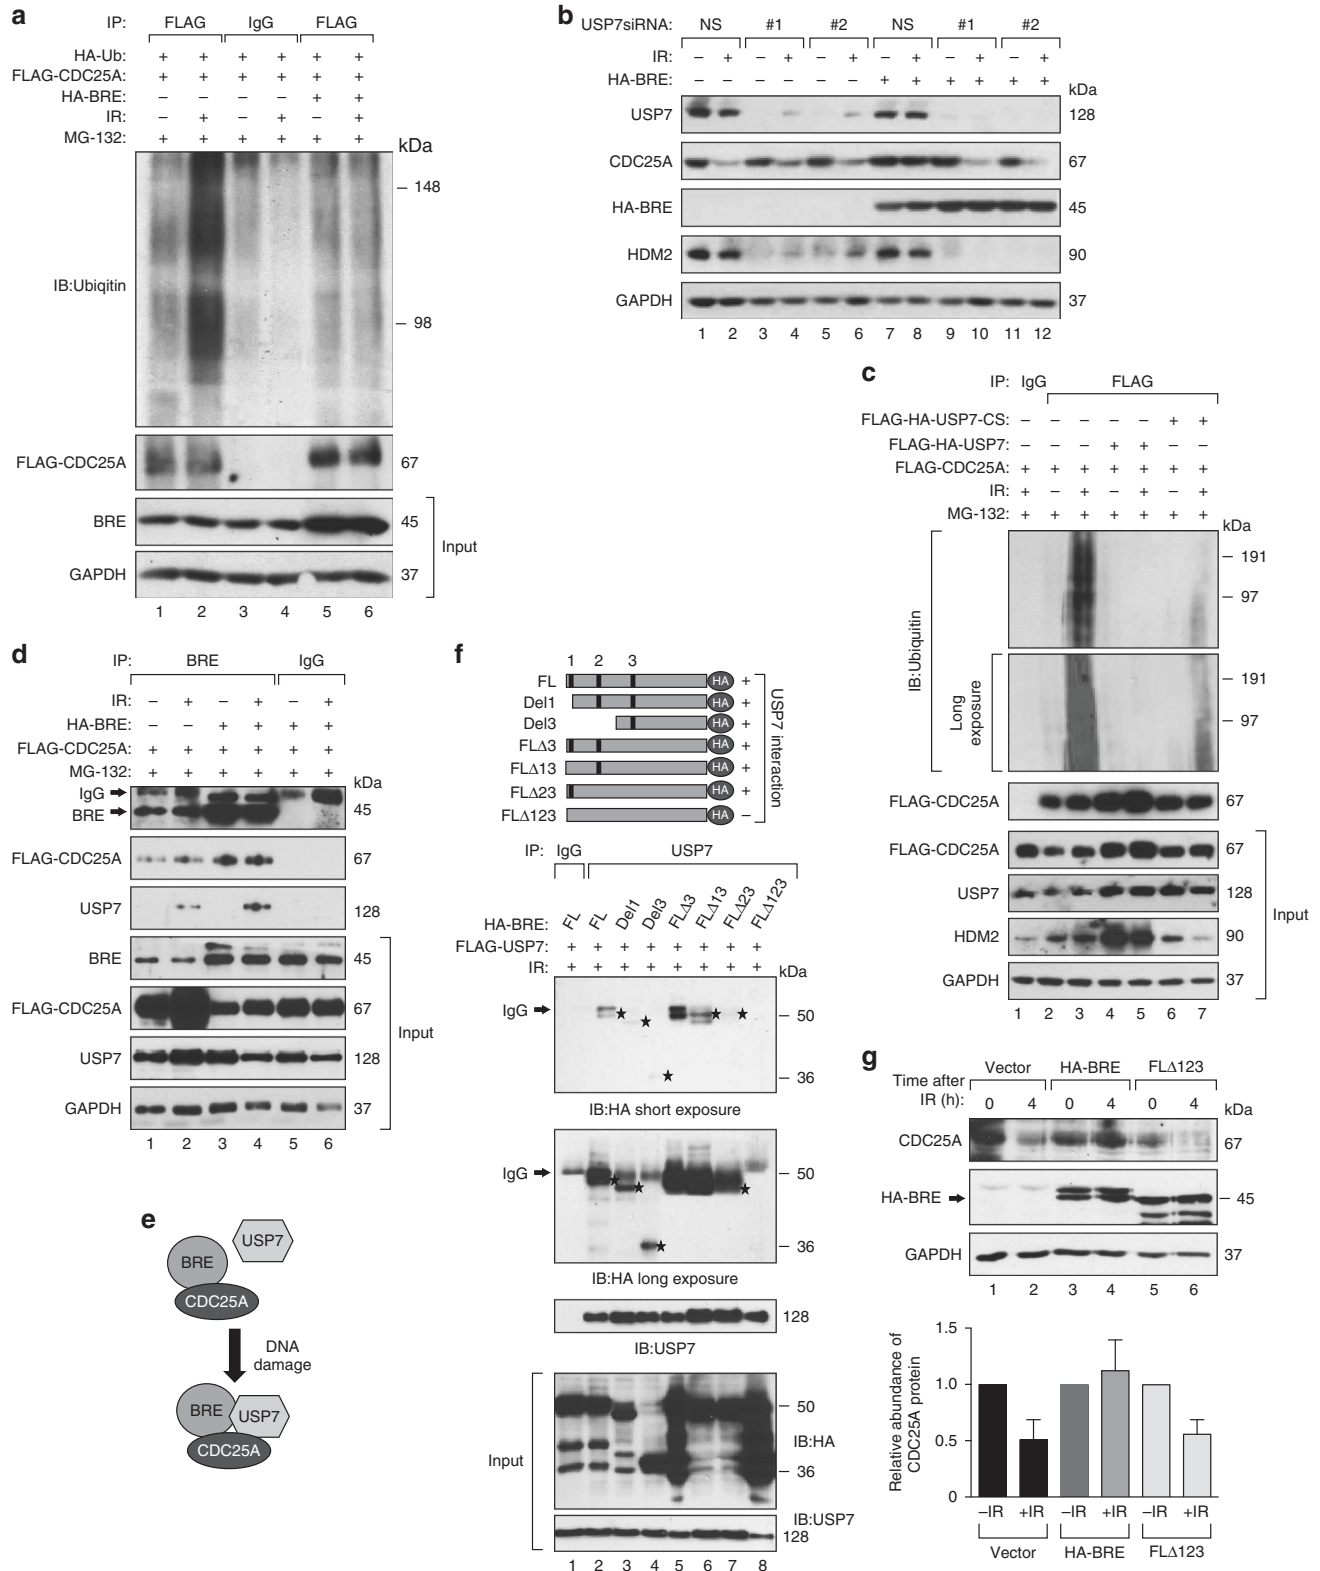 a
IP: FLAG IgG FLAG
HA-Ub: + + + + + +
FLAG-CDC25A: + + + + + +
HA-BRE: – – – – + +
IR: – + – + – +
MG-132: + + + + + +
kDa
148
98
IB:Ubiqitin
FLAG-CDC25A 67
BRE 45
GAPDH 37
Input
1 2 3 4 5 6
b
USP7siRNA: NS #1 #2 NS #1 #2
IR: – + – + – + – + – + – +
HA-BRE: – – – – – – + + + + + +
kDa
USP7 128
CDC25A 67
HA-BRE 45
HDM2 90
GAPDH 37
1 2 3 4 5 6 7 8 9 10 11 12
c
IP: IgG FLAG
FLAG-HA-USP7-CS: – – – – – + +
FLAG-HA-USP7: – – – + + – –
FLAG-CDC25A: + + + + + + +
IR: + – + – + – +
MG-132: + + + + + + +
kDa
IB:Ubiquitin
191
97
Long exposure
191
97
FLAG-CDC25A 67
FLAG-CDC25A 67
USP7 128
HDM2 90
GAPDH 37
Input
1 2 3 4 5 6 7
d
IP: BRE IgG
IR: – + – + – +
HA-BRE: – – + + + +
FLAG-CDC25A: + + + + + +
MG-132: + + + + + +
kDa
IgG
BRE 45
FLAG-CDC25A 67
USP7 128
BRE 45
FLAG-CDC25A 67
USP7 128
GAPDH 37
Input
1 2 3 4 5 6
e
BRE
USP7
CDC25A
DNA
damage
BRE
USP7
CDC25A
f
1 2 3
FL HA +
Del1 HA +
Del3 HA +
FLΔ3 HA +
FLΔ13 HA +
FLΔ23 HA +
FLΔ123 HA –
USP7 interaction
IP: IgG USP7
HA-BRE: FL FL Del1 Del3 FLΔ3 FLΔ13 FLΔ23 FLΔ123
FLAG-USP7: + + + + + + + +
IR: + + + + + + + +
kDa
IgG
50
36
IB:HA short exposure
IgG
50
36
IB:HA long exposure
128
IB:USP7
50
IB:HA
36
Input
IB:USP7
128
1 2 3 4 5 6 7 8
g
Vector HA-BRE FLΔ123
Time after
IR (h): 0 4 0 4 0 4
kDa
CDC25A 67
HA-BRE 45
GAPDH 37
1 2 3 4 5 6
Relative abundance of
CDC25A protein
1.5
1.0
0.5
0
–IR +IR –IR +IR –IR +IR
Vector HA-BRE FLΔ123